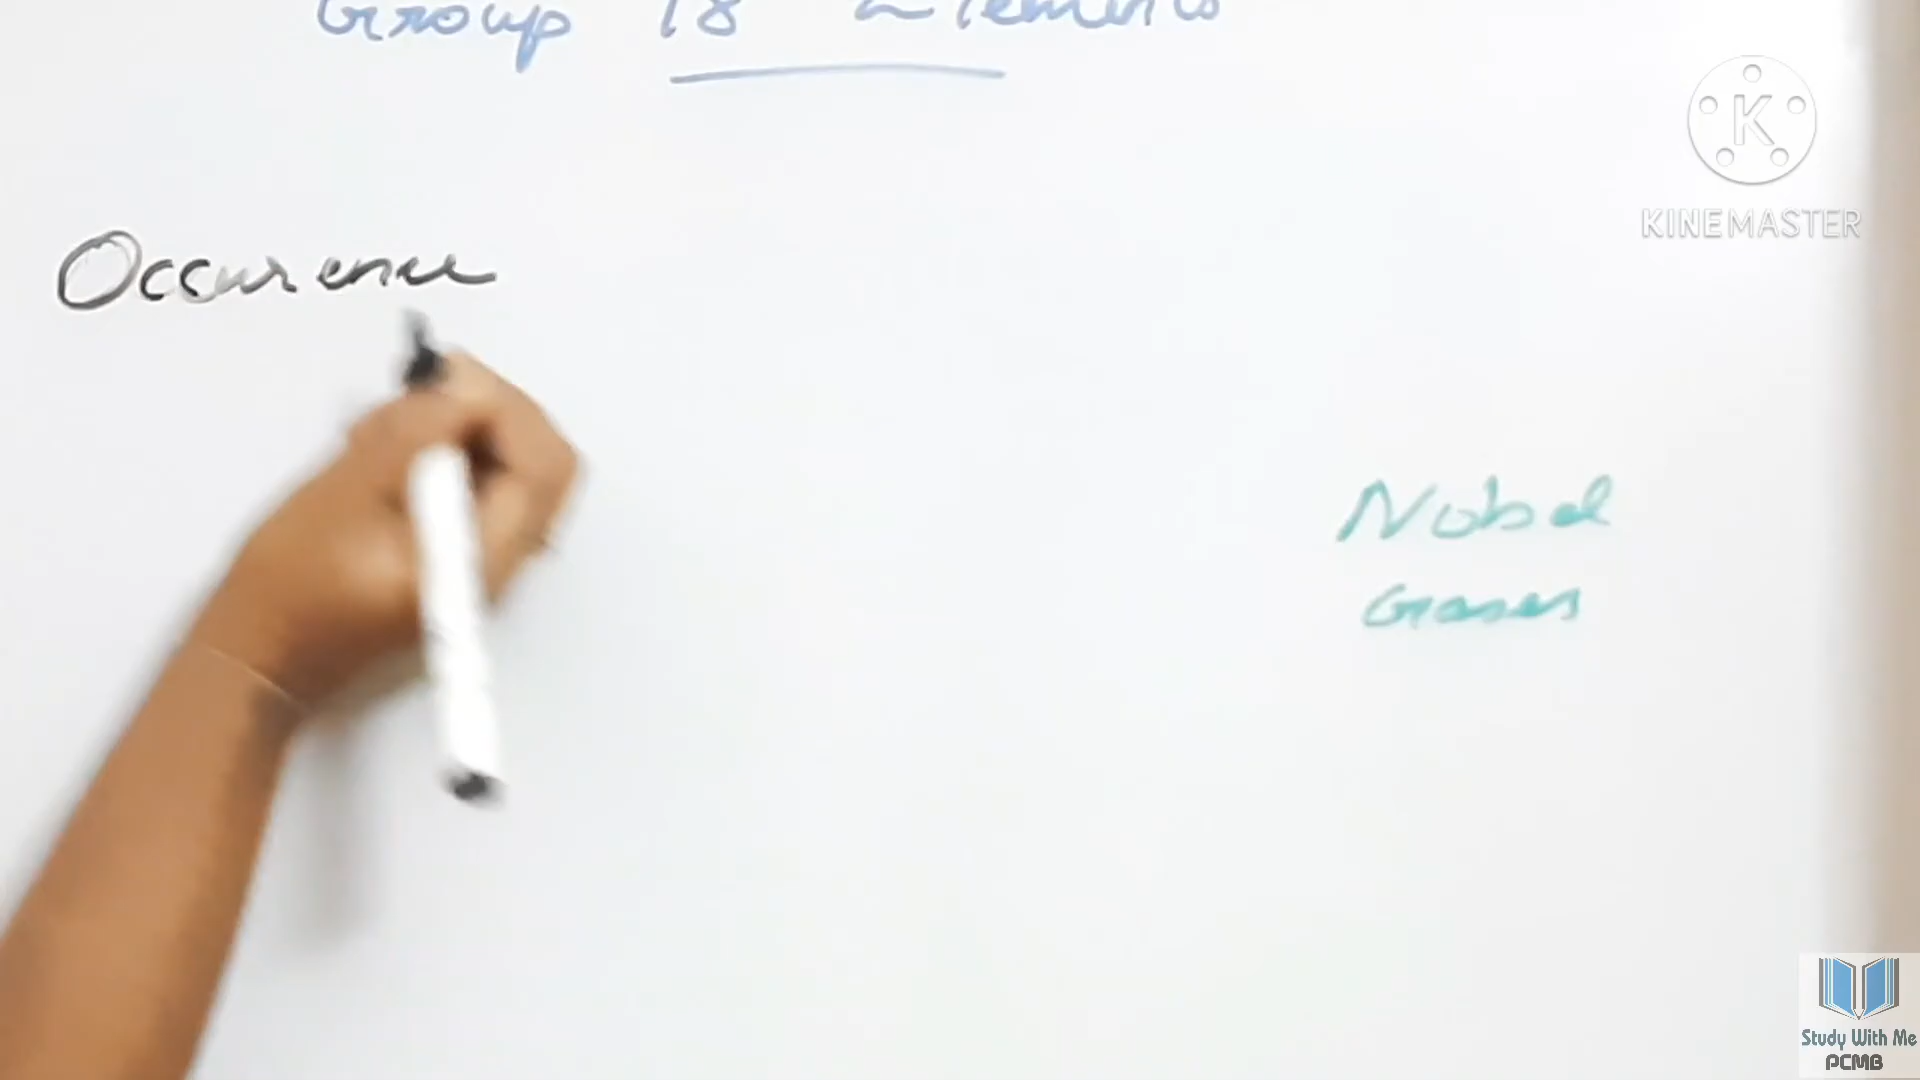 Group 18 Elements
KINEMASTER
Occurence
Nobel
Gases
Study With Me
PCMB